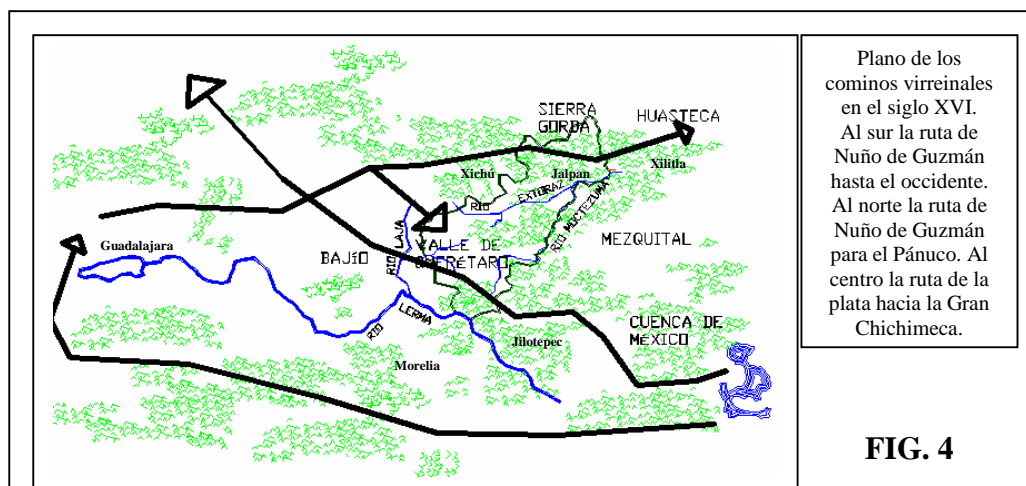 SIERRA
GORDA
HUASTECA
Xichú
Jalpan
Xilitla
RIO EXTORAZ
RIO MOCTEZUMA
Guadalajara
BAJÍO
RIO LAJA
VALLE DE
QUERÉTARO
MEZQUITAL
RIO LERMA
CUENCA DE
MÉXICO
Jilotepec
Morelia
Plano de los
cominos virreinales
en el siglo XVI.
Al sur la ruta de
Nuño de Guzmán
hasta el occidente.
Al norte la ruta de
Nuño de Guzmán
para el Pánuco. Al
centro la ruta de la
plata hacia la Gran
Chichimeca.
FIG. 4